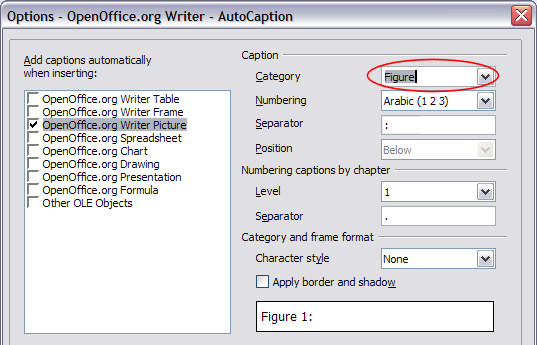 Options - OpenOffice.org Writer - AutoCaption
Add captions automatically
when inserting:
OpenOffice.org Writer Table
OpenOffice.org Writer Frame
OpenOffice.org Writer Picture
OpenOffice.org Spreadsheet
OpenOffice.org Chart
OpenOffice.org Drawing
OpenOffice.org Presentation
OpenOffice.org Formula
Other OLE Objects
Caption
Category Figure
Numbering Arabic (1 2 3)
Separator :
Position Below
Numbering captions by chapter
Level 1
Separator .
Category and frame format
Character style None
Apply border and shadow
Figure 1: